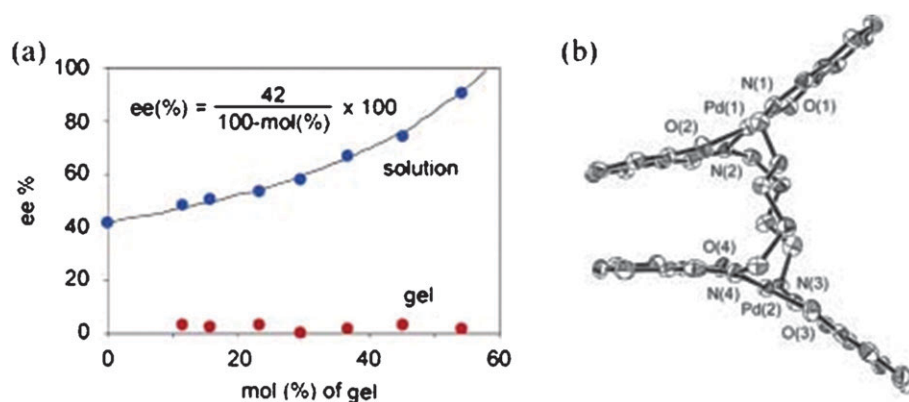 (a)
100
80
60
40
20
0
ee %
ee(%) = 42 / 100-mol(%) x 100
solution
gel
0 20 40 60
mol (%) of gel
(b)
N(1)
Pd(1)
O(1)
O(2)
N(2)
O(4)
N(3)
N(4)
Pd(2)
O(3)